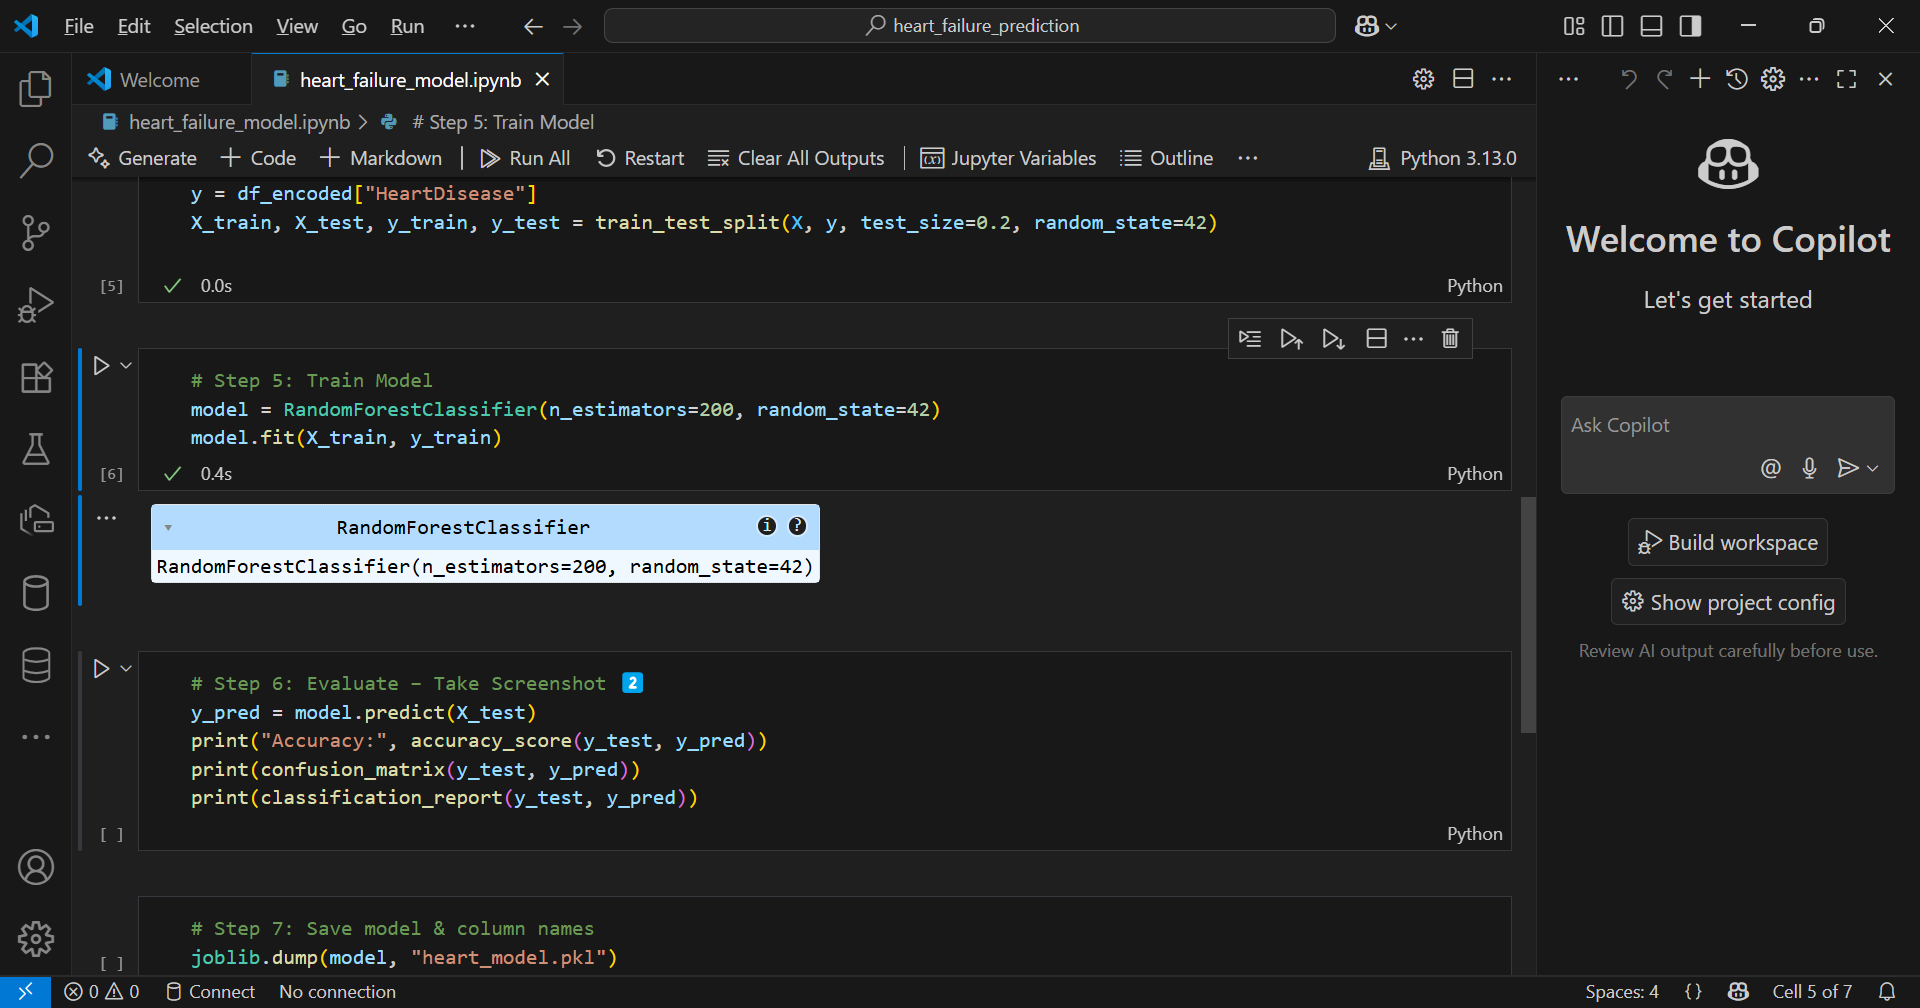 File Edit Selection View Go Run ··· heart_failure_prediction
Welcome heart_failure_model.ipynb
heart_failure_model.ipynb > # Step 5: Train Model
Generate + Code + Markdown | Run All Restart Clear All Outputs | Jupyter Variables Outline ··· Python 3.13.0
y = df_encoded["HeartDisease"]
X_train, X_test, y_train, y_test = train_test_split(X, y, test_size=0.2, random_state=42)
[5] ✓ 0.0s Python
# Step 5: Train Model
model = RandomForestClassifier(n_estimators=200, random_state=42)
model.fit(X_train, y_train)
[6] ✓ 0.4s Python
RandomForestClassifier i ?
RandomForestClassifier(n_estimators=200, random_state=42)
# Step 6: Evaluate – Take Screenshot 2
y_pred = model.predict(X_test)
print("Accuracy:", accuracy_score(y_test, y_pred))
print(confusion_matrix(y_test, y_pred))
print(classification_report(y_test, y_pred))
[ ] Python
# Step 7: Save model & column names
joblib.dump(model, "heart_model.pkl")
[ ]
Welcome to Copilot
Let's get started
Ask Copilot
@
Build workspace
Show project config
Review AI output carefully before use.
0 0 Connect No connection Spaces: 4 {} Cell 5 of 7